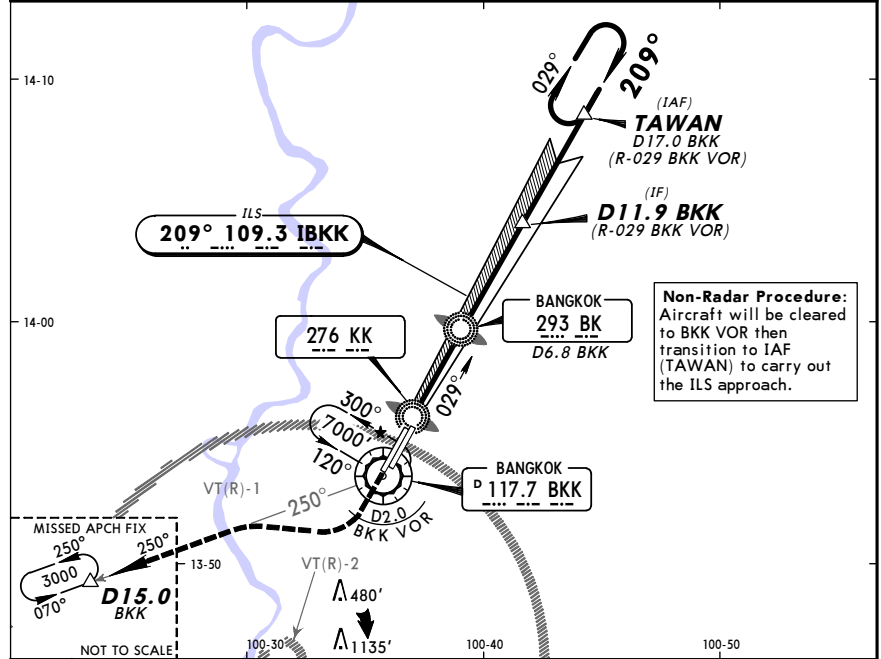 14-10
029°
209°
(IAF)
TAWAN
D17.0 BKK
(R-029 BKK VOR)
(IF)
D11.9 BKK
(R-029 BKK VOR)
ILS
209° 109.3 IBKK
14-00
BANGKOK
293 BK
D6.8 BKK
276 KK
Non-Radar Procedure:
Aircraft will be cleared
to BKK VOR then
transition to IAF
(TAWAN) to carry out
the ILS approach.
029°
300°
7000'
120°
BANGKOK
D 117.7 BKK
VT(R)-1
250°
D2.0
BKK VOR
MISSED APCH FIX
250°
250°
3000
070°
D15.0
BKK
NOT TO SCALE
13-50
VT(R)-2
480'
1135'
100-30
100-40
100-50